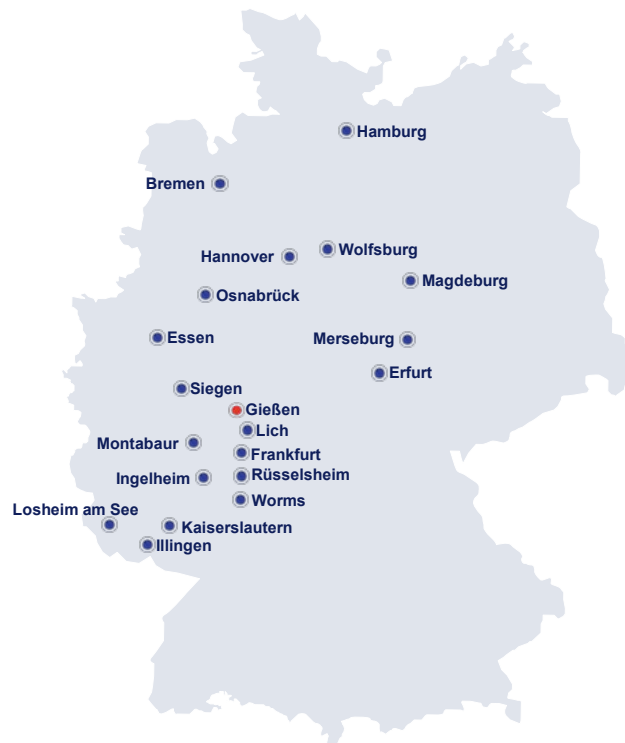 Hamburg
Bremen
Wolfsburg
Hannover
Magdeburg
Osnabrück
Essen
Merseburg
Erfurt
Siegen
Gießen
Lich
Montabaur
Frankfurt
Rüsselsheim
Ingelheim
Worms
Losheim am See
Kaiserslautern
Illingen